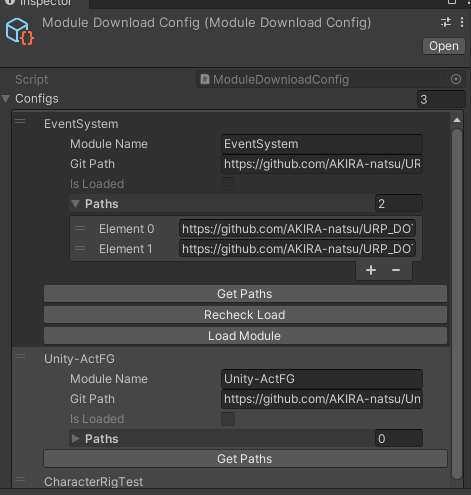 Inspector
Module Download Config (Module Download Config)
Open
Script ModuleDownloadConfig
Configs 3
EventSystem
Module Name EventSystem
Git Path https://github.com/AKIRA-natsu/UR
Is Loaded
Paths 2
Element 0 https://github.com/AKIRA-natsu/URP_DO
Element 1 https://github.com/AKIRA-natsu/URP_DO
+ −
Get Paths
Recheck Load
Load Module
Unity-ActFG
Module Name Unity-ActFG
Git Path https://github.com/AKIRA-natsu/Un
Is Loaded
Paths 0
Get Paths
CharacterRigTest